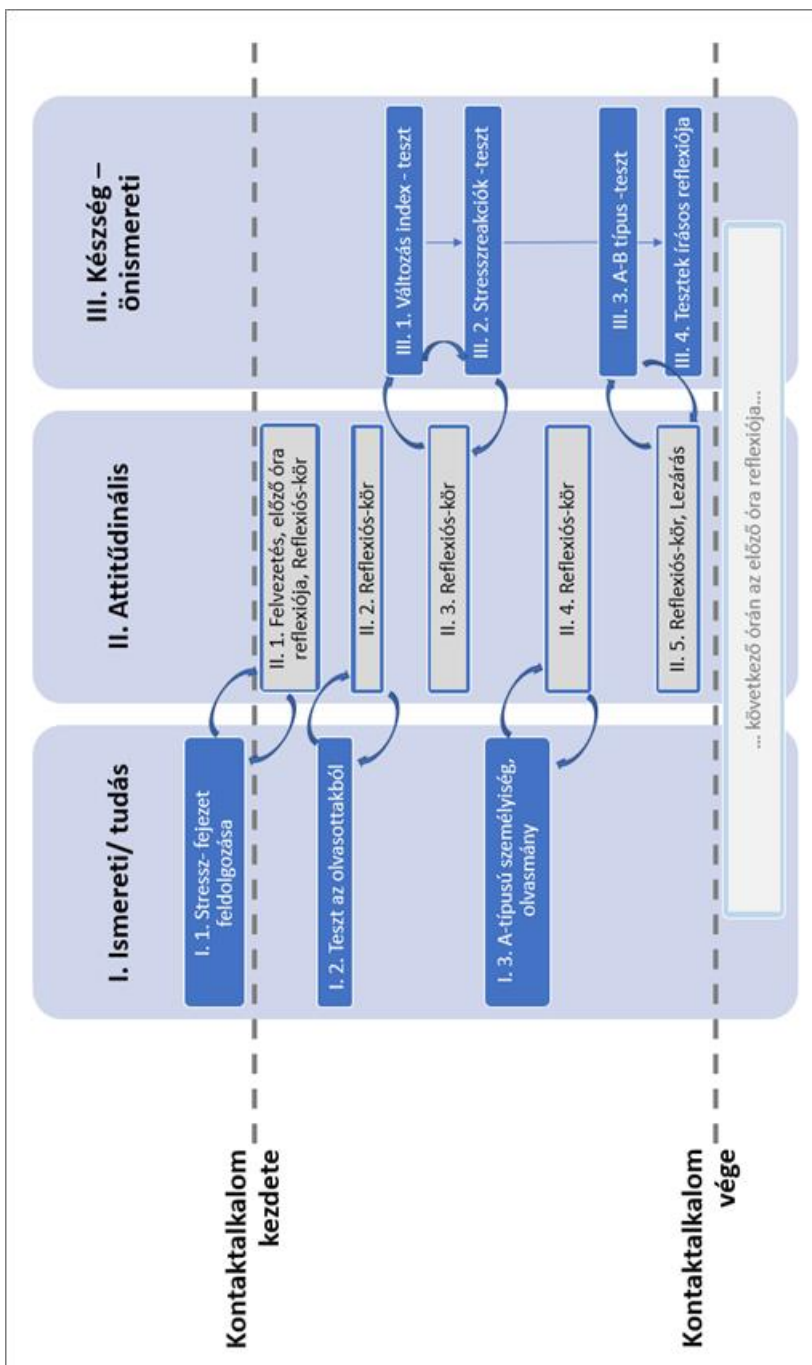 I. Ismereti/ tudás
II. Attitűdinális
III. Készség –
önismereti
I. 1. Stressz- fejezet
feldolgozása
Kontaktalkalom
kezdete
II. 1. Felvezetés, előző óra
reflexiója, Reflexiós-kör
I. 2. Teszt az olvasottakból
II. 2. Reflexiós-kör
III. 1. Változás index - teszt
II. 3. Reflexiós-kör
III. 2. Stresszreakciók -teszt
I. 3. A-típusú személyiség,
olvasmány
II. 4. Reflexiós-kör
III. 3. A-B típus -teszt
II. 5. Reflexiós-kör, Lezárás
III. 4. Tesztek írásos reflexiója
Kontaktalkalom
vége
... következő órán az előző óra reflexiója...